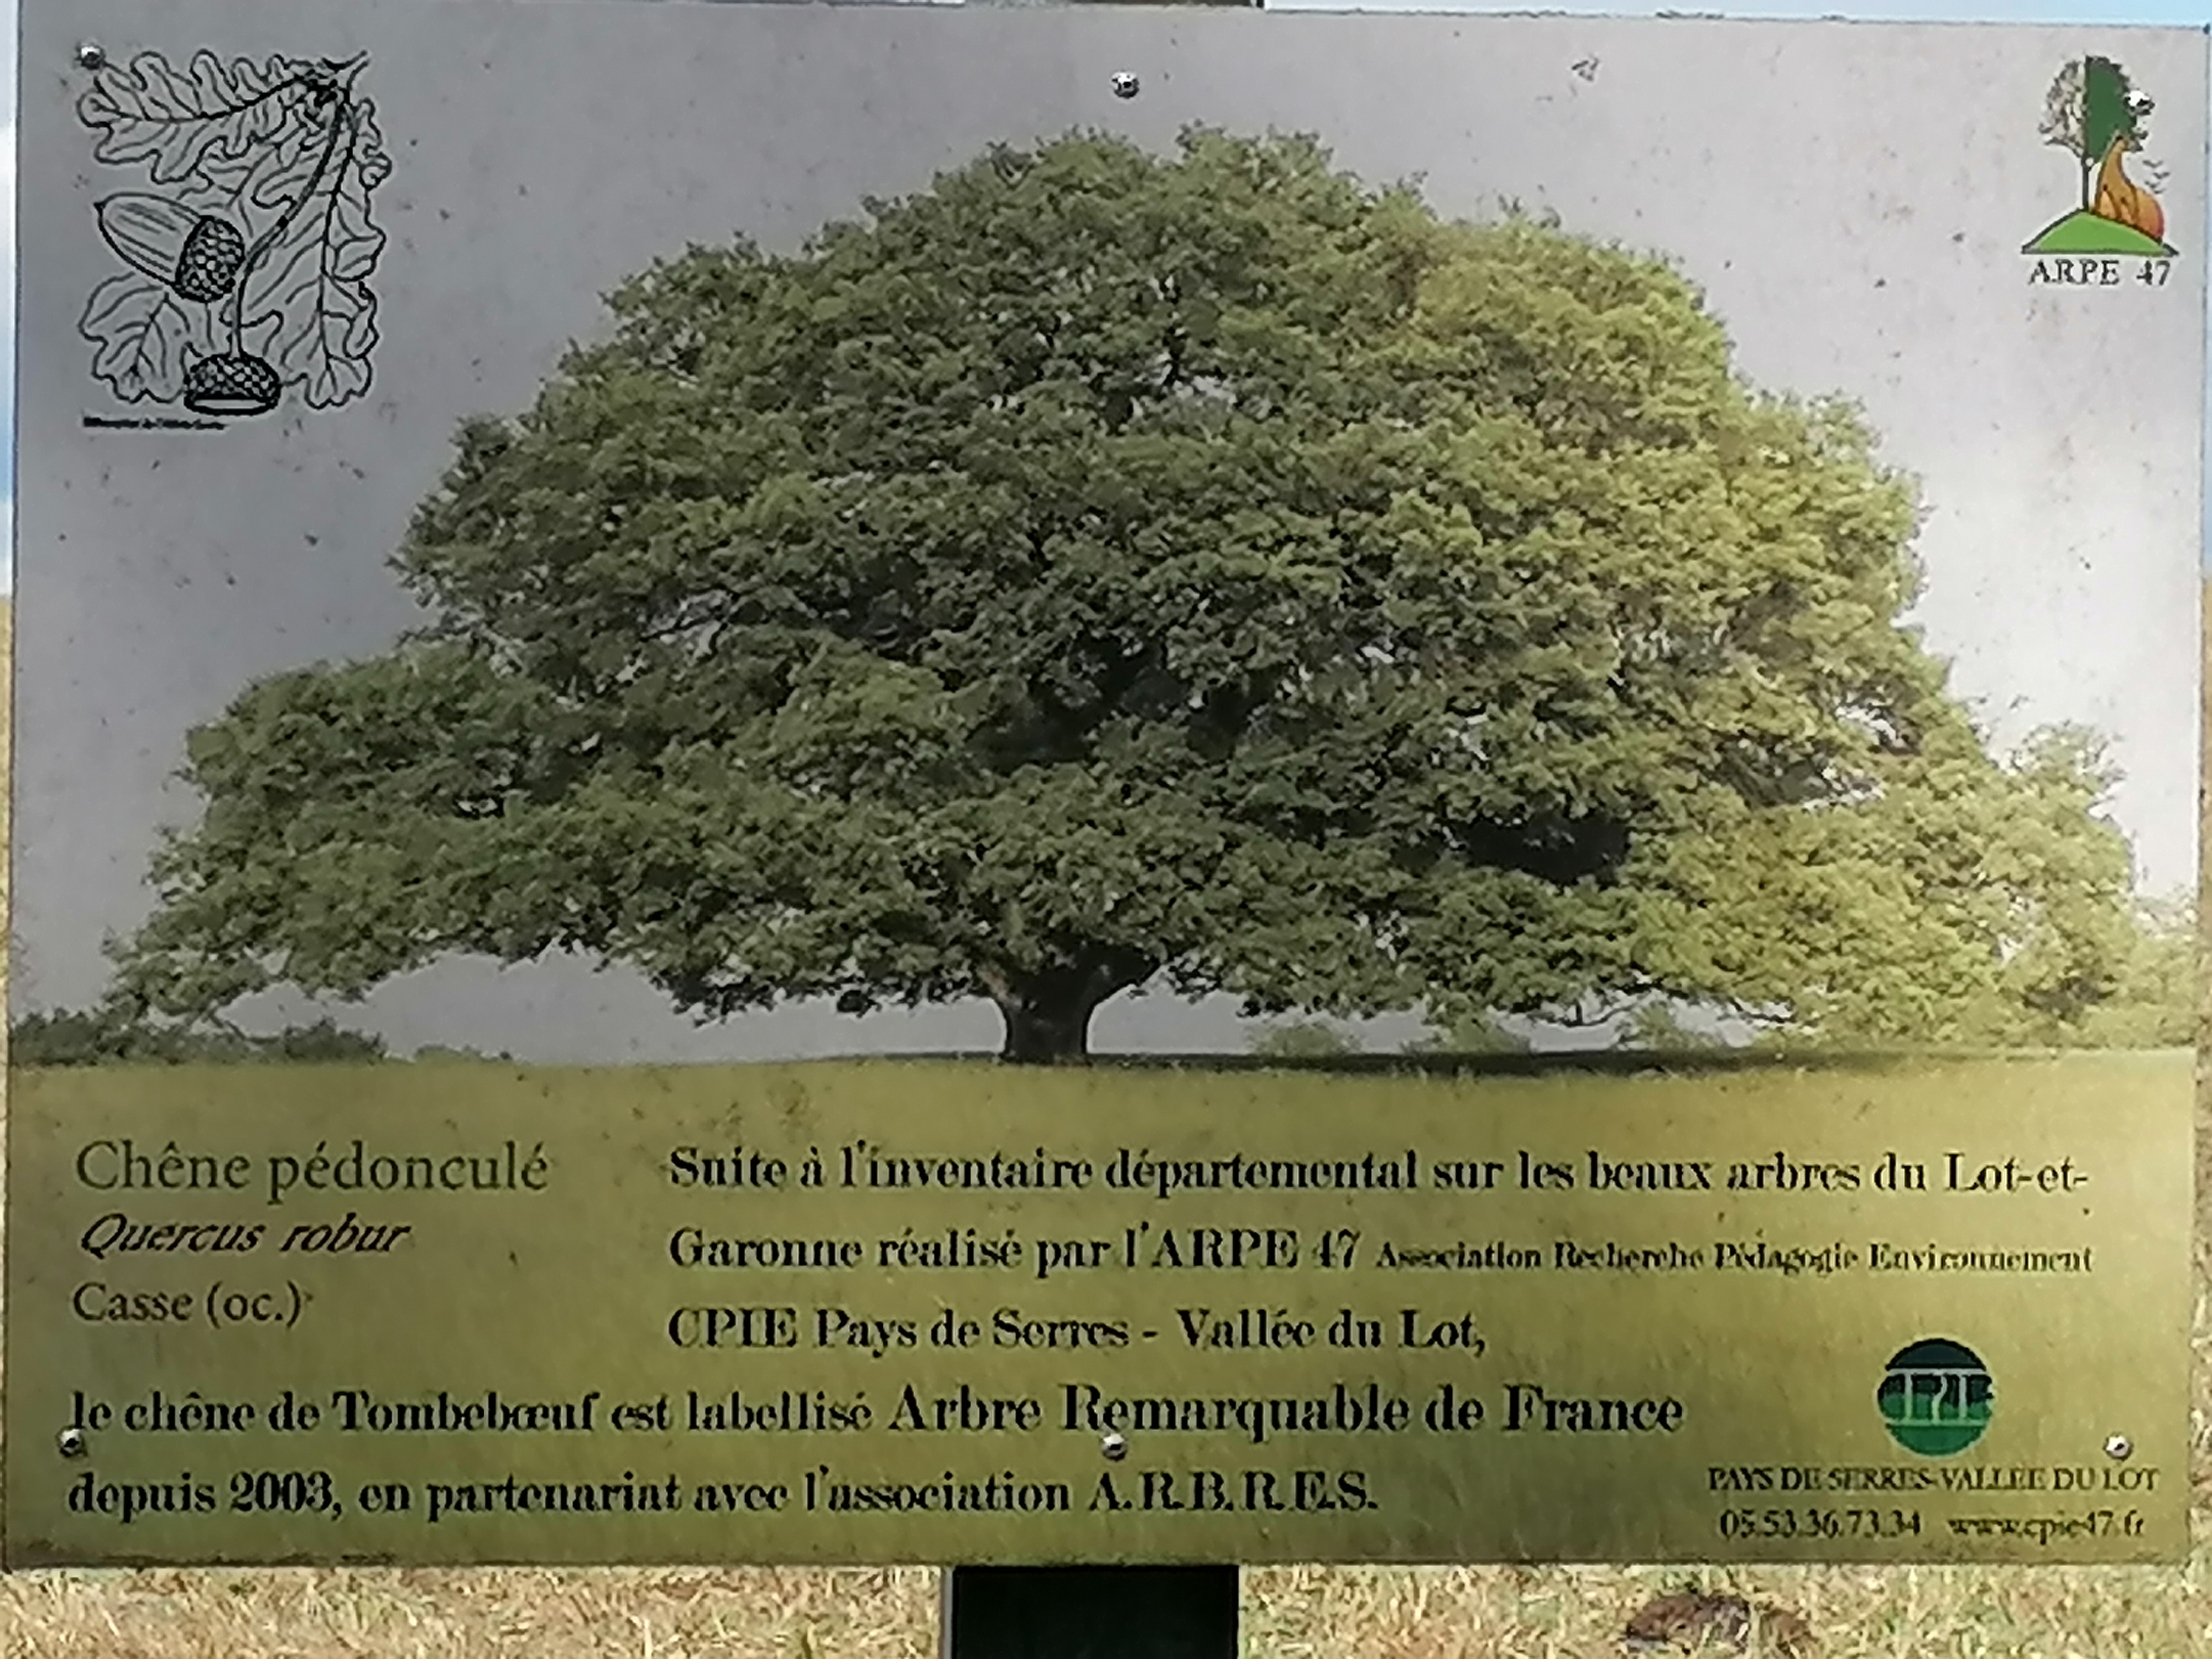 ARPE 47
Chêne pédonculé
Quercus robur
Casse (oc.)
Suite à l'inventaire départemental sur les beaux arbres du Lot-et-
Garonne réalisé par l'ARPE 47 Association Recherche Pédagogie Environnement
CPIE Pays de Serres - Vallée du Lot,
le chêne de Tombebœuf est labellisé Arbre Remarquable de France
depuis 2003, en partenariat avec l'association A.R.B.R.E.S.
PAYS DE SERRES-VALLEE DU LOT
05.53.36.73.34 www.cpie47.fr